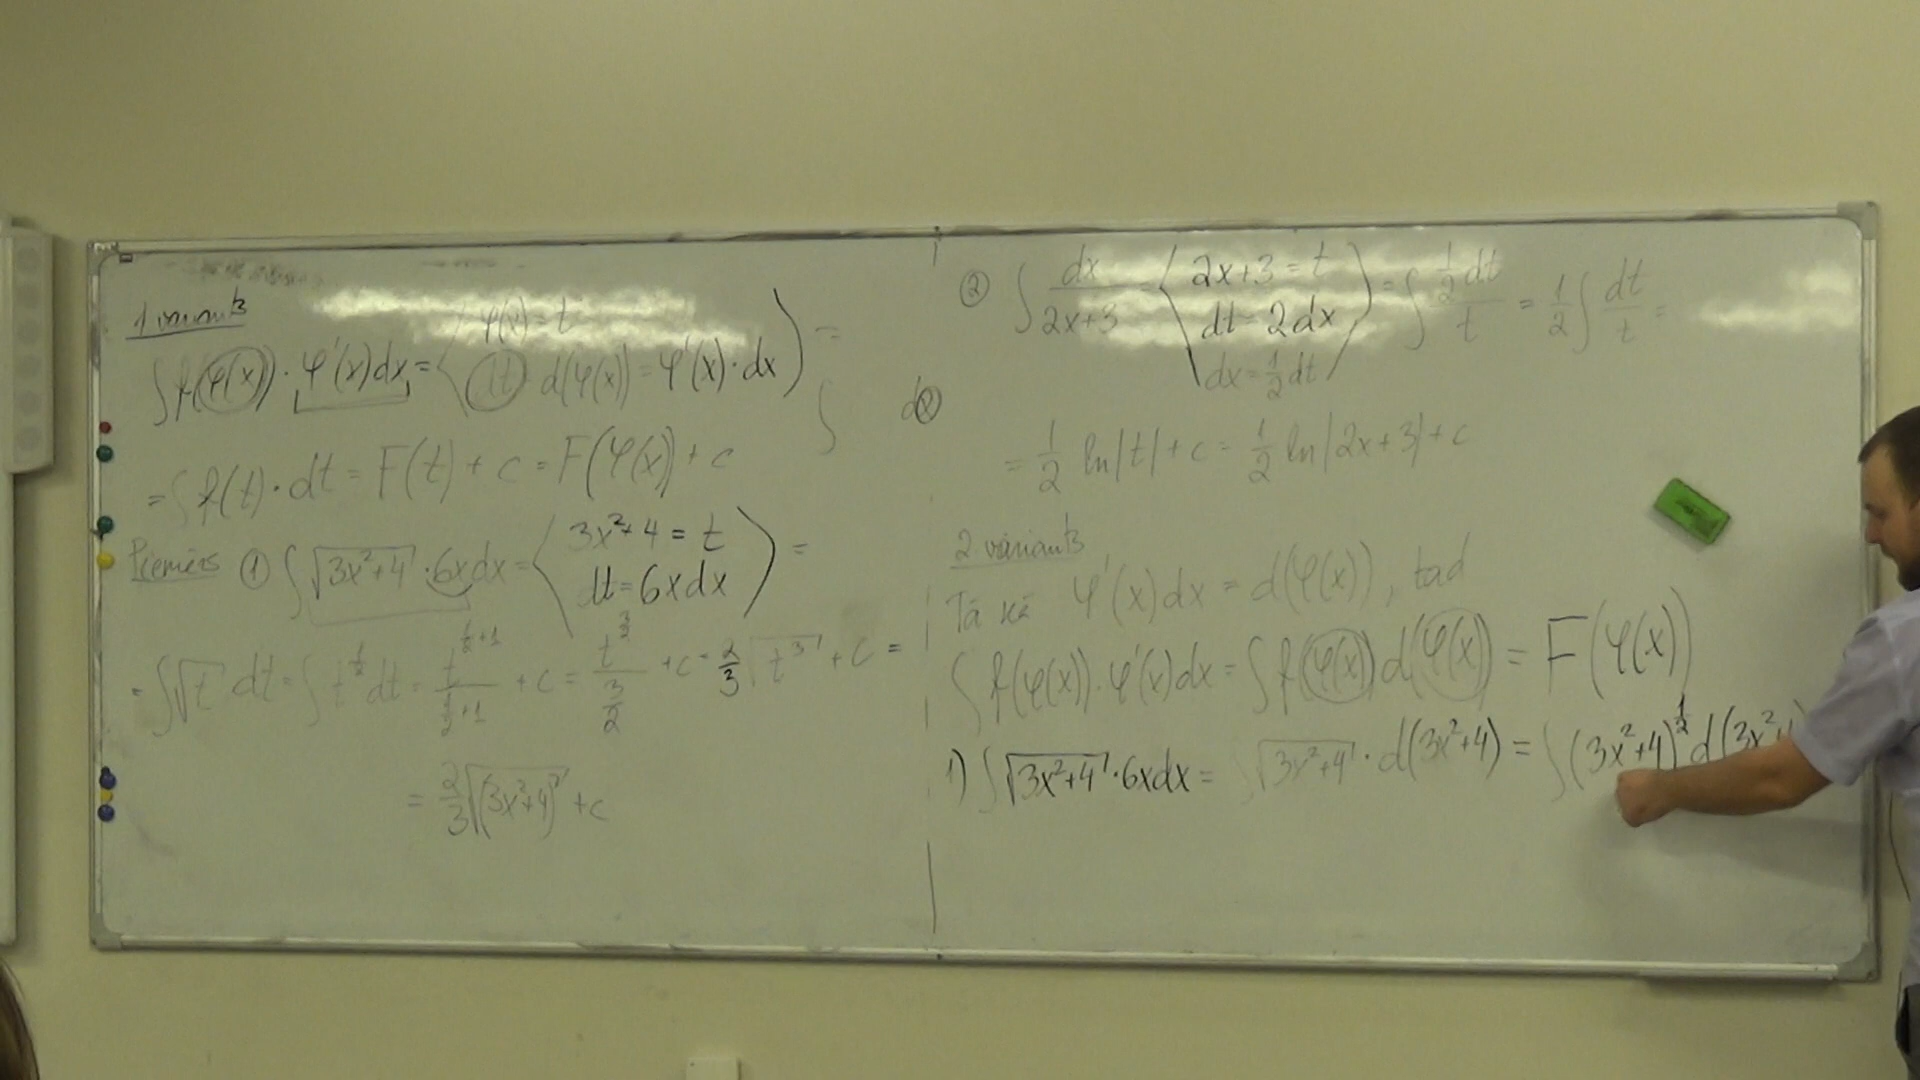 1 variants
∫ f(φ(x)) · φ'(x)dx = ⟨ φ(x) = t
dt = d(φ(x)) = φ'(x)·dx ⟩ =
= ∫ f(t)·dt = F(t) + c = F(φ(x)) + c
Piemērs ① ∫ √(3x²+4) · 6xdx = ⟨ 3x²+4 = t
dt = 6xdx ⟩ =
= ∫ √t dt = ∫ t^(1/2) dt = t^(1/2+1)/(1/2+1) + c = t^(3/2)/(3/2) + c = 2/3 √(t³) + c =
= 2/3 √((3x²+4)³) + c
② ∫ dx/(2x+3) = ⟨ 2x+3 = t
dt = 2dx
dx = 1/2 dt ⟩ = ∫ (1/2 dt)/t = 1/2 ∫ dt/t =
= 1/2 ln|t| + c = 1/2 ln|2x+3| + c
2 variants
Tā kā φ'(x)dx = d(φ(x)), tad
∫ f(φ(x)) · φ'(x)dx = ∫ f(φ(x)) d(φ(x)) = F(φ(x))
1) ∫ √(3x²+4) · 6xdx = ∫ √(3x²+4) · d(3x²+4) = ∫ (3x²+4)^(1/2) d(3x²+